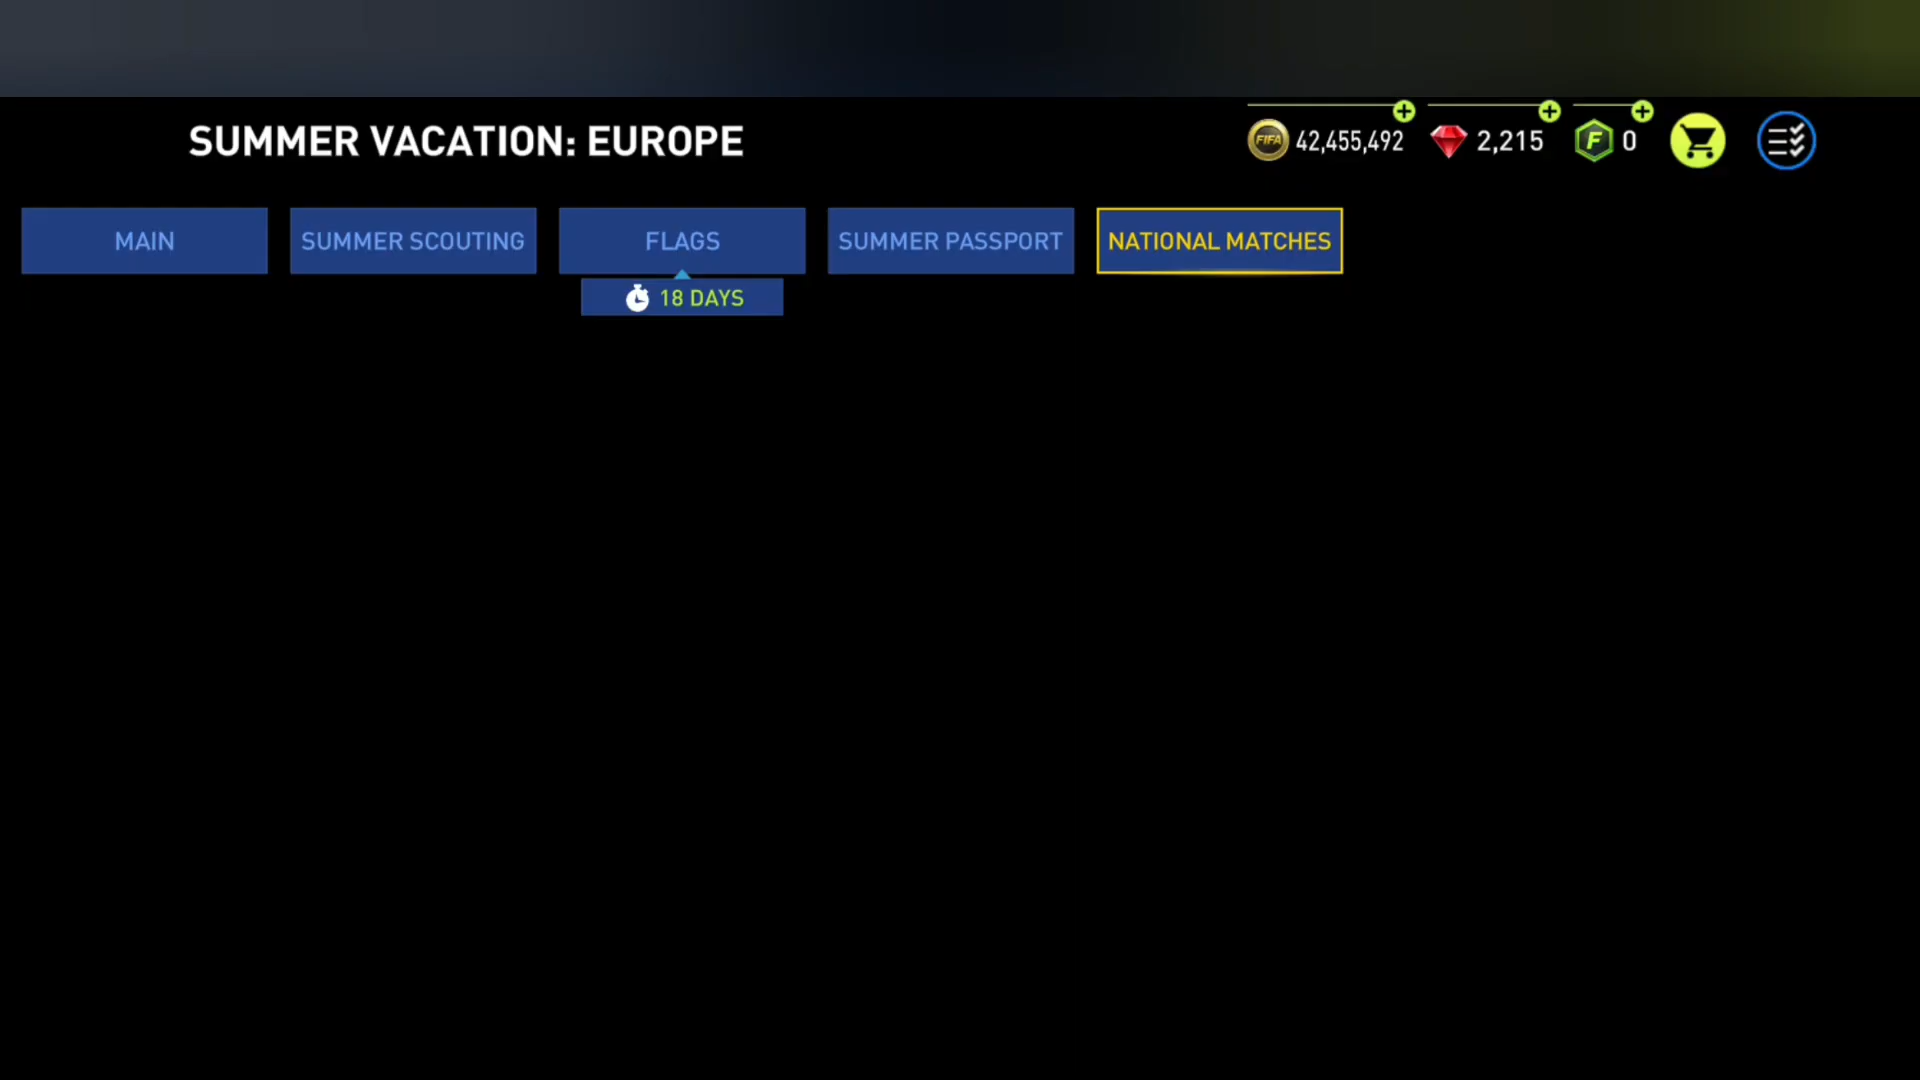 SUMMER VACATION: EUROPE
FIFA 42,455,492 2,215 F 0
MAIN SUMMER SCOUTING FLAGS SUMMER PASSPORT NATIONAL MATCHES
18 DAYS